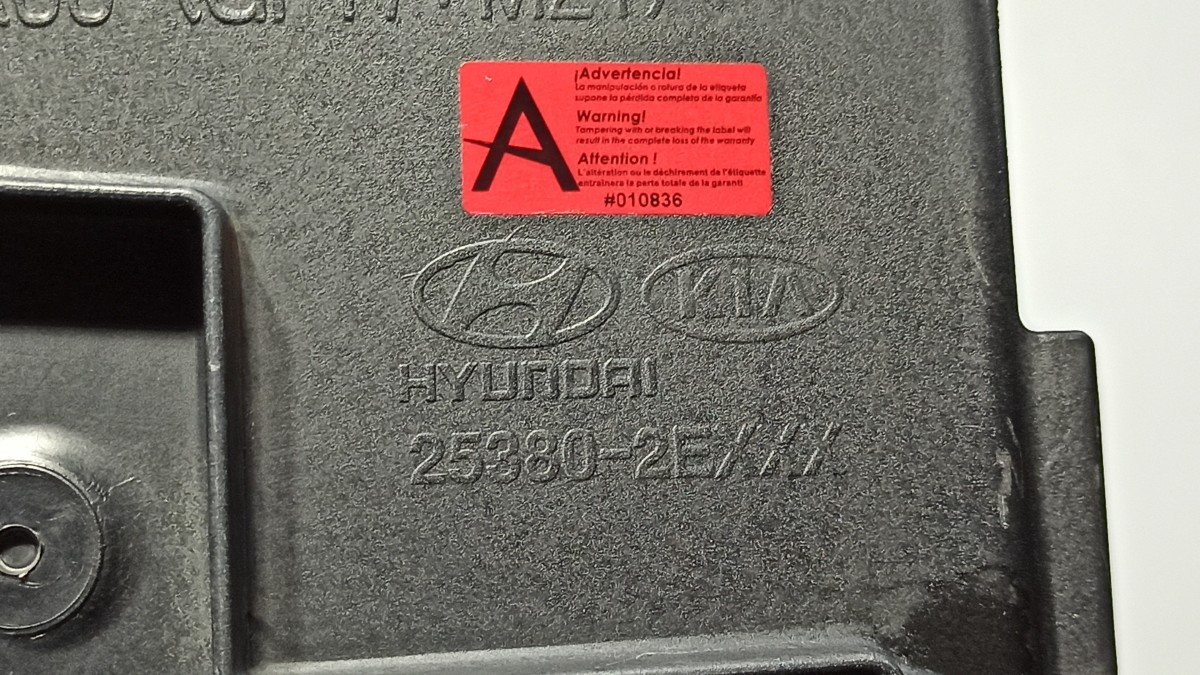 ¡Advertencia!
La manipulación o rotura de la etiqueta
supone la pérdida completa de la garantía
Warning!
Tampering with or breaking the label will
result in the complete loss of the warranty
Attention !
L'altération ou le déchirement de l'étiquette
entraînera la perte totale de la garanti
#010836
A
KIA
HYUNDAI
25380-2EXXX